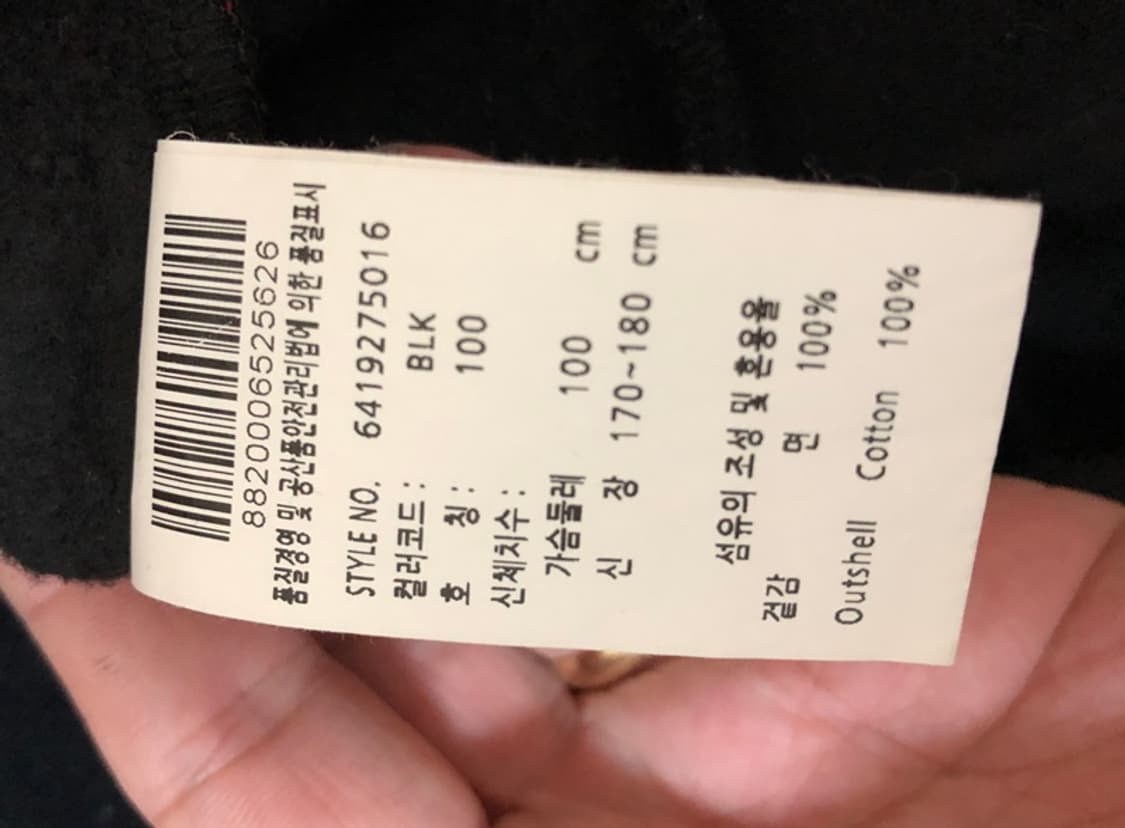 8820006525626
품질경영 및 공산품안전관리법에 의한 품질표시
STYLE NO. 6419275016
컬러코드 : BLK
호 칭 : 100
신체치수 :
가슴둘레 100 cm
신 장 170~180 cm
섬유의 조성 및 혼용율
겉감 면 100%
Outshell Cotton 100%